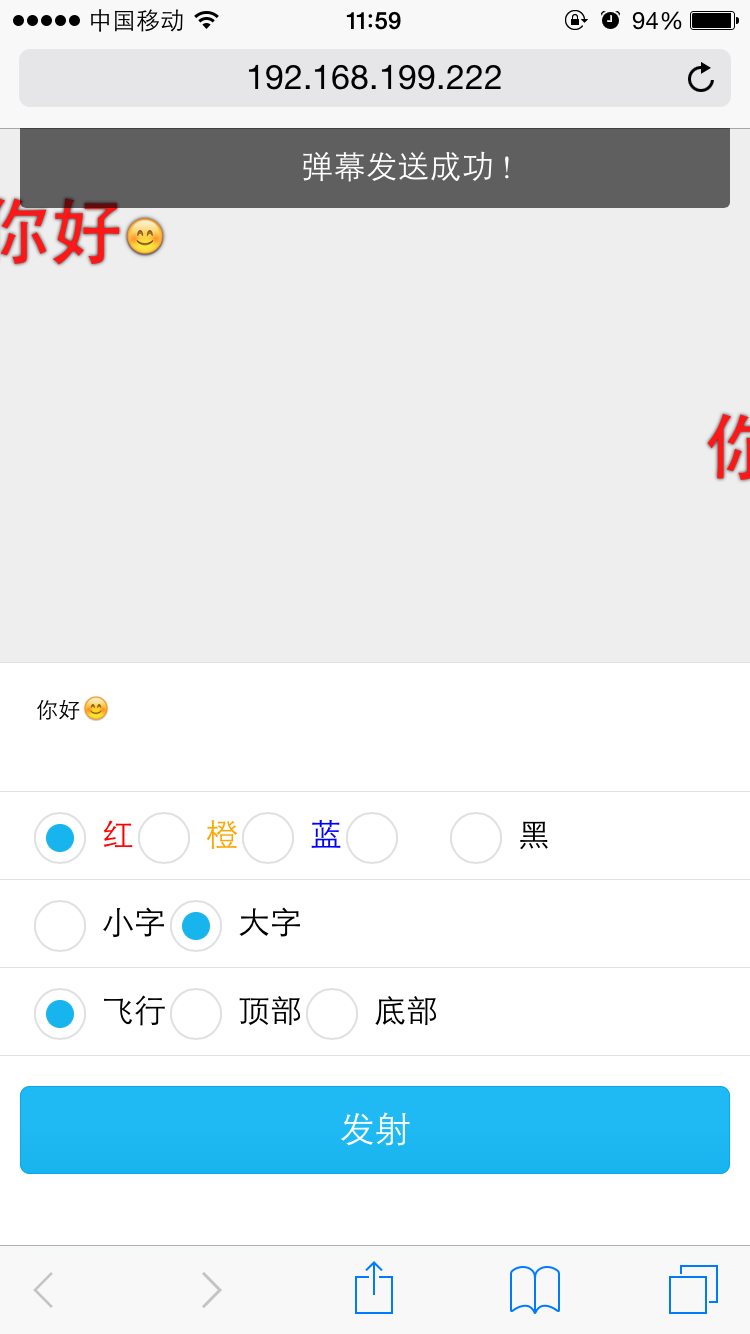 中国移动 11:59 94%
192.168.199.222
弹幕发送成功！
你好😊
你
你好😊
红 橙 蓝 黑
小字 大字
飞行 顶部 底部
发射